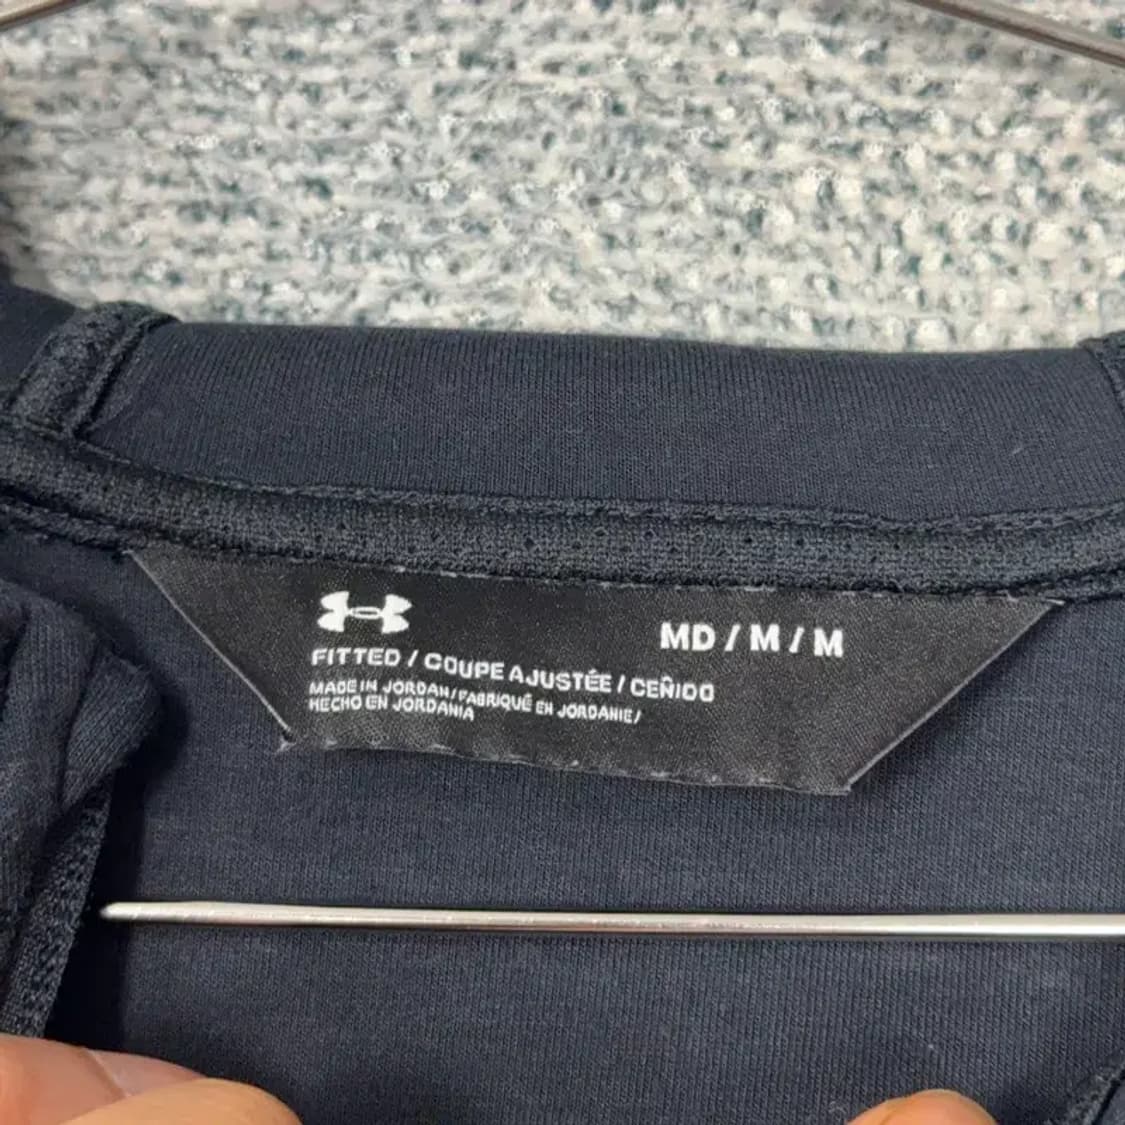 MD / M / M
FITTED / COUPE AJUSTÉE / CEÑIDO
MADE IN JORDAN / FABRIQUÉ EN JORDANIE /
HECHO EN JORDANIA